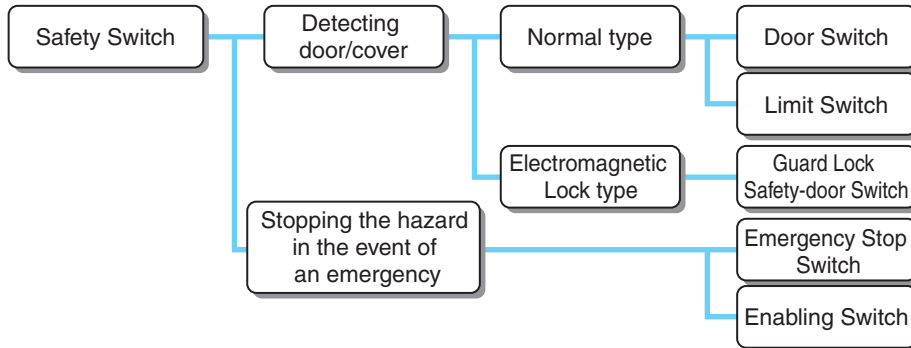 Safety Switch
Detecting
door/cover
Normal type
Door Switch
Limit Switch
Electromagnetic
Lock type
Guard Lock
Safety-door Switch
Stopping the hazard
in the event of
an emergency
Emergency Stop
Switch
Enabling Switch